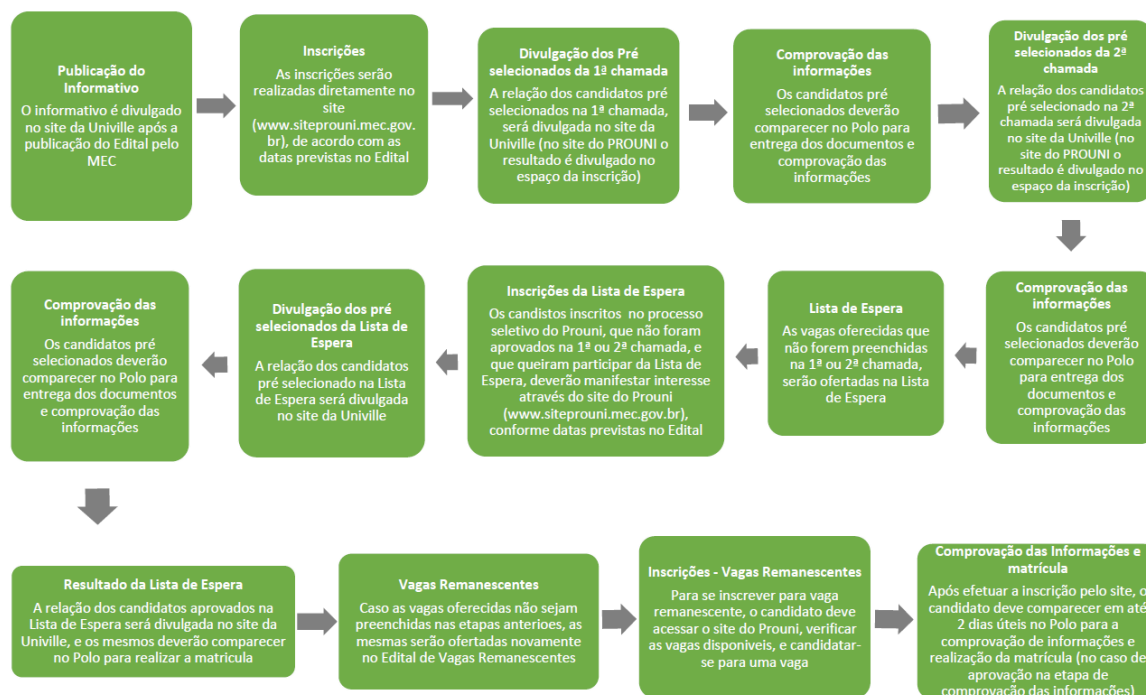 Publicação do
Informativo
O informativo é divulgado
no site da Univille após a
publicação do Edital pelo
MEC
Inscrições
As inscrições serão
realizadas diretamente no
site
(www.siteprouni.mec.gov.
br), de acordo com as
datas previstas no Edital
Divulgação dos Pré
selecionados da 1ª chamada
A relação dos candidatos pré
selecionados na 1ª chamada,
será divulgada no site da
Univille (no site do PROUNI o
resultado é divulgado no
espaço da inscrição)
Comprovação das
informações
Os candidatos pré
selecionados deverão
comparecer no Polo para
entrega dos documentos e
comprovação das
informações
Divulgação dos pré
selecionados da 2ª
chamada
A relação dos candidatos
pré selecionado na 2ª
chamada será divulgada
no site da Univille (no
site do PROUNI o
resultado é divulgado no
espaço da inscrição)
Comprovação das
informações
Os candidatos pré
selecionados deverão
comparecer no Polo
para entrega dos
documentos e
comprovação das
informações
Lista de Espera
As vagas oferecidas que
não forem preenchidas
na 1ª ou 2ª chamada,
serão ofertadas na Lista
de Espera
Inscrições da Lista de Espera
Os candistos inscritos no processo
seletivo do Prouni, que não foram
aprovados na 1ª ou 2ª chamada, e
que queiram participar da Lista de
Espera, deverão manifestar interesse
através do site do Prouni
(www.siteprouni.mec.gov.br),
conforme datas previstas no Edital
Divulgação dos pré
selecionados da Lista de
Espera
A relação dos candidatos
pré selecionado na Lista
de Espera será divulgada
no site da Univille
Comprovação das
informações
Os candidatos pré
selecionados deverão
comparecer no Polo para
entrega dos documentos
e comprovação das
informações
Resultado da Lista de Espera
A relação dos candidatos aprovados na
Lista de Espera será divulgada no site da
Univille, e os mesmos deverão comparecer
no Polo para realizar a matricula
Vagas Remanescentes
Caso as vagas oferecidas não sejam
preenchidas nas etapas anterioes, as
mesmas serão ofertadas novamente
no Edital de Vagas Remanescentes
Inscrições - Vagas Remanescentes
Para se inscrever para vaga
remanescente, o candidato deve
acessar o site do Prouni, verificar
as vagas disponiveis, e candidatar-
se para uma vaga
Comprovação das Informações e
matrícula
Após efetuar a inscrição pelo site, o
candidato deve comparecer em até
2 dias úteis no Polo para a
comprovação de informações e
realização da matrícula (no caso de
aprovação na etapa de
comprovação das informações)